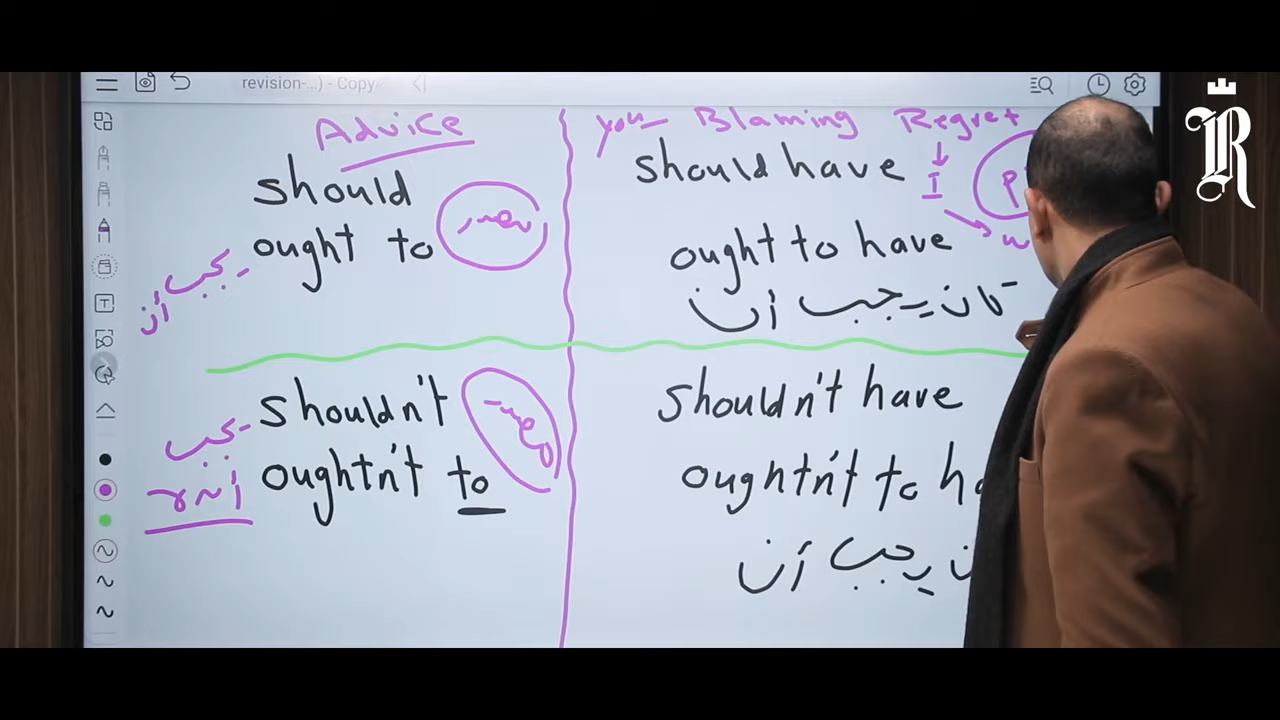 revision-...) - Copy
Advice
should
ought to
مصدر
يجب
أن
shouldn't
oughtn't to
مصدر
يجب
ألا
you Blaming Regret
should have I
ought to have
كان يجب أن
shouldn't have
oughtn't to
يجب أن
R